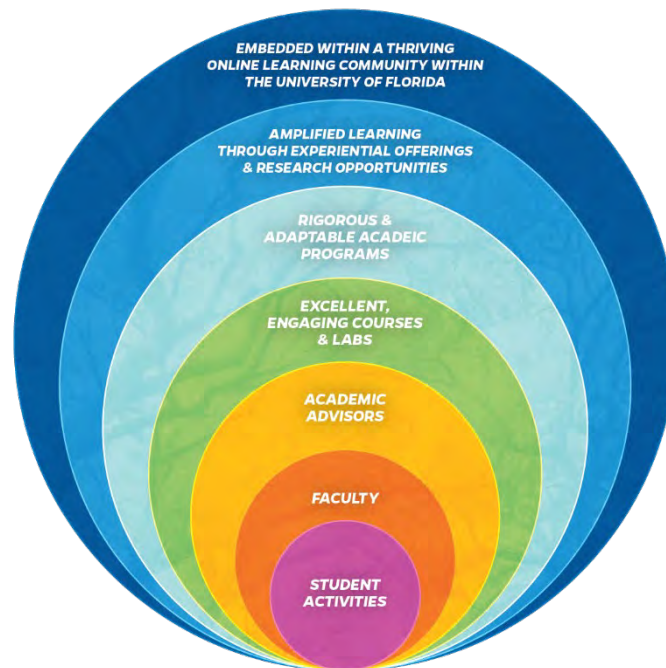 EMBEDDED WITHIN A THRIVING
ONLINE LEARNING COMMUNITY WITHIN
THE UNIVERSITY OF FLORIDA
AMPLIFIED LEARNING
THROUGH EXPERIENTIAL OFFERINGS
& RESEARCH OPPORTUNITIES
RIGOROUS &
ADAPTABLE ACADEIC
PROGRAMS
EXCELLENT,
ENGAGING COURSES
& LABS
ACADEMIC
ADVISORS
FACULTY
STUDENT
ACTIVITIES